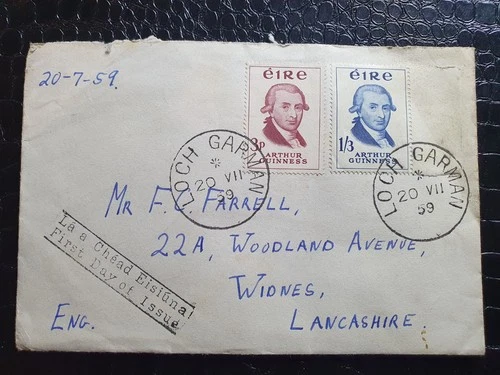 20-7-59.
éire
3p
ARTHUR
GUINNESS
éire
1/3
ARTHUR
GUINNESS
LOCH GARMAN
20 VII
59
LOCH GARMAN
20 VII
59
MR F. J. FARRELL,
22A, WOODLAND AVENUE,
WIDNES,
LANCASHIRE.
ENG.
Lá a Chéad Eisiúna
First Day of Issue